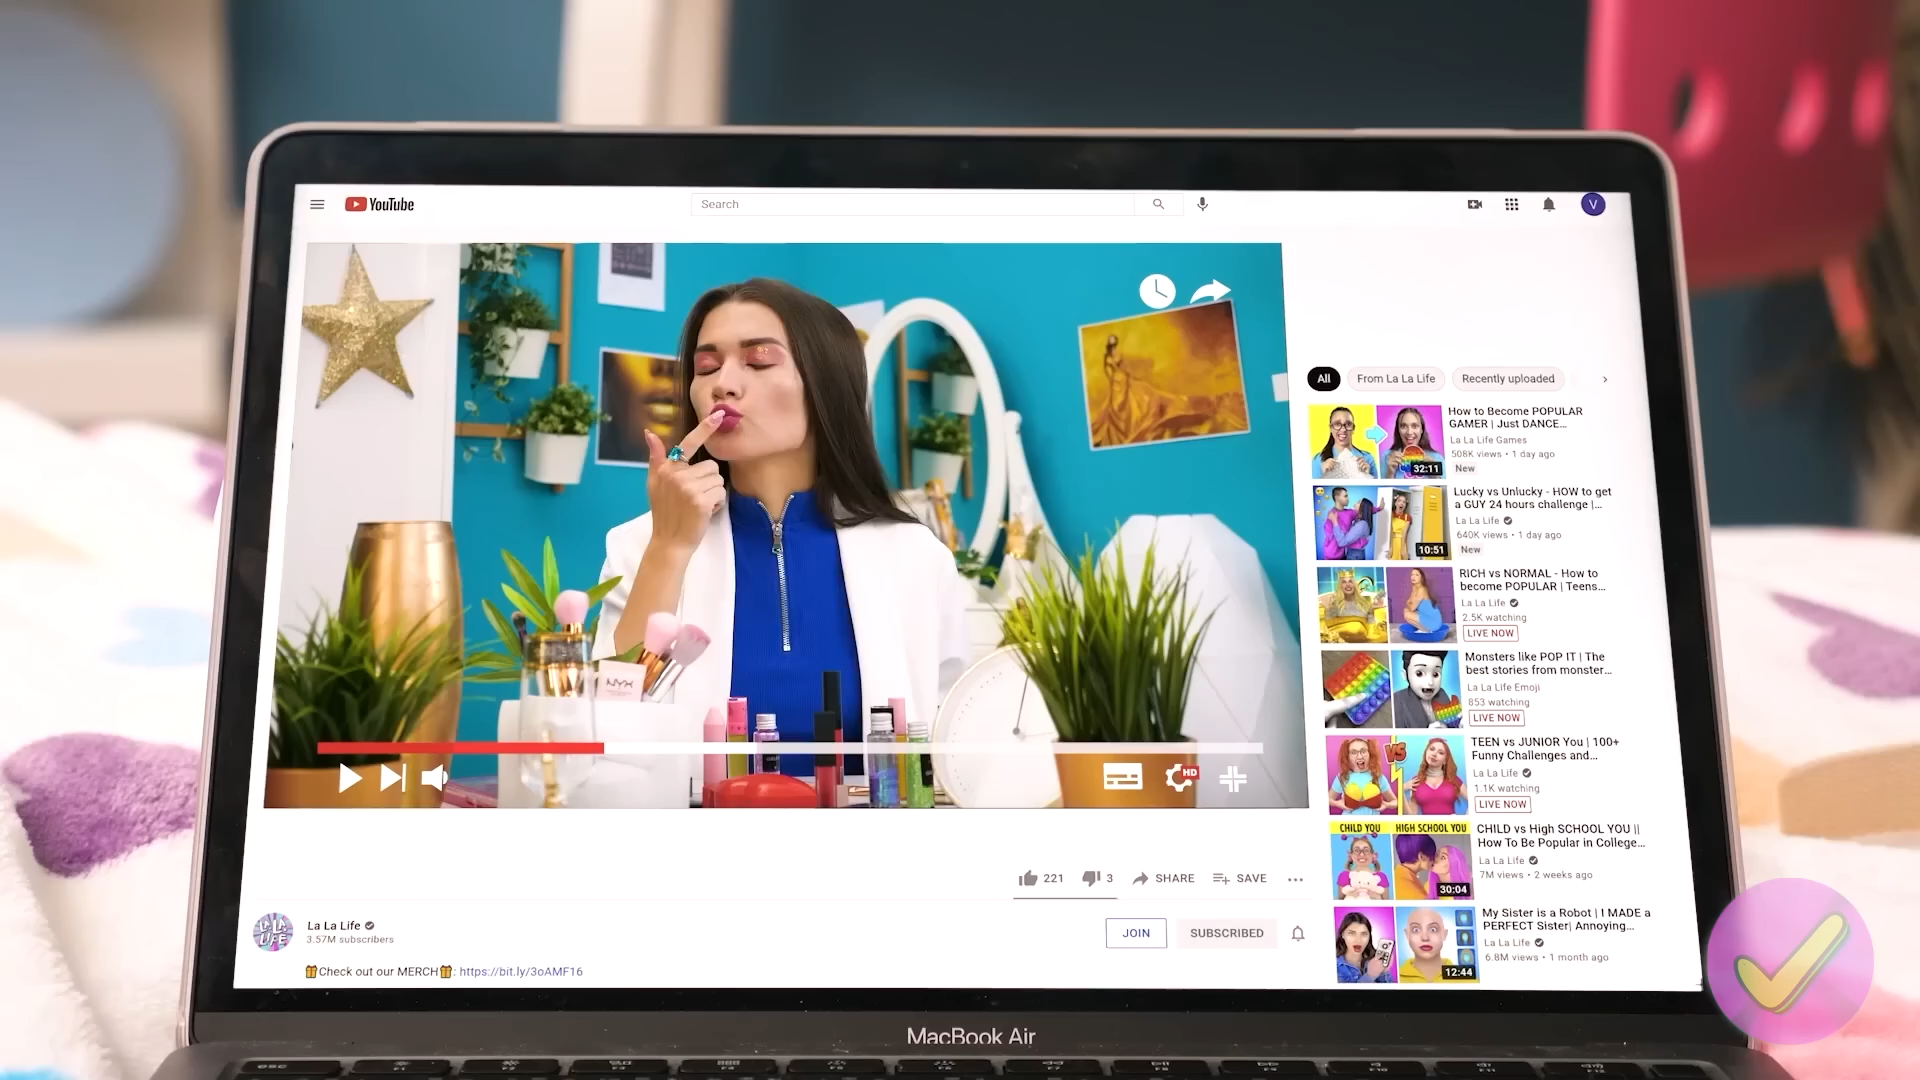 YouTube
Search
V
NYX
HD
221
3
SHARE
SAVE
La La Life
3.57M subscribers
JOIN
SUBSCRIBED
Check out our MERCH: https://bit.ly/3oAMF16
All
From La La Life
Recently uploaded
How to Become POPULAR
GAMER | Just DANCE...
La La Life Games
508K views • 1 day ago
New
32:11
Lucky vs Unlucky - HOW to get
a GUY 24 hours challenge |...
La La Life
640K views • 1 day ago
New
10:51
RICH vs NORMAL - How to
become POPULAR | Teens...
La La Life
2.5K watching
LIVE NOW
Monsters like POP IT | The
best stories from monster...
La La Life Emoji
853 watching
LIVE NOW
VS
TEEN vs JUNIOR You | 100+
Funny Challenges and...
La La Life
1.1K watching
LIVE NOW
CHILD YOU
HIGH SCHOOL YOU
30:04
CHILD vs High SCHOOL YOU ||
How To Be Popular in College...
La La Life
7M views • 2 weeks ago
My Sister is a Robot | I MADE a
PERFECT Sister| Annoying...
La La Life
6.8M views • 1 month ago
12:44
LA LA
LIFE
MacBook Air
esc